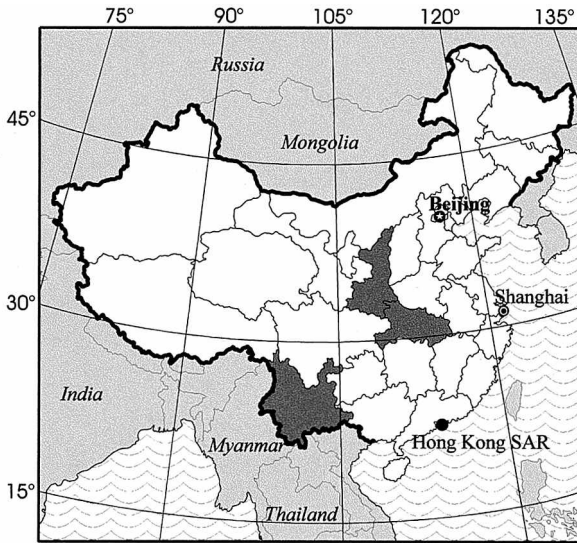 75° 90° 105° 120° 135°
Russia
45°
Mongolia
Beijing
30°
Shanghai
India
Myanmar
Hong Kong SAR
15°
Thailand